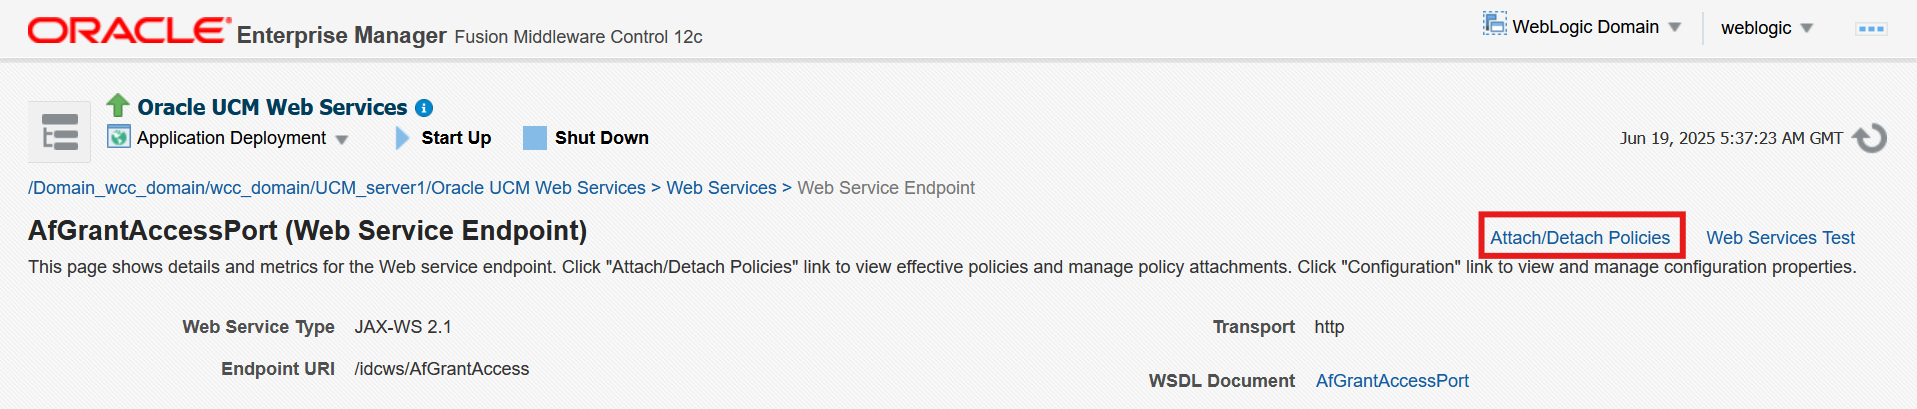 ORACLE Enterprise Manager Fusion Middleware Control 12c
WebLogic Domain weblogic
Oracle UCM Web Services
Application Deployment Start Up Shut Down
Jun 19, 2025 5:37:23 AM GMT
/Domain_wcc_domain/wcc_domain/UCM_server1/Oracle UCM Web Services > Web Services > Web Service Endpoint
AfGrantAccessPort (Web Service Endpoint)
Attach/Detach Policies Web Services Test
This page shows details and metrics for the Web service endpoint. Click "Attach/Detach Policies" link to view effective policies and manage policy attachments. Click "Configuration" link to view and manage configuration properties.
Web Service Type JAX-WS 2.1
Transport http
Endpoint URI /idcws/AfGrantAccess
WSDL Document AfGrantAccessPort